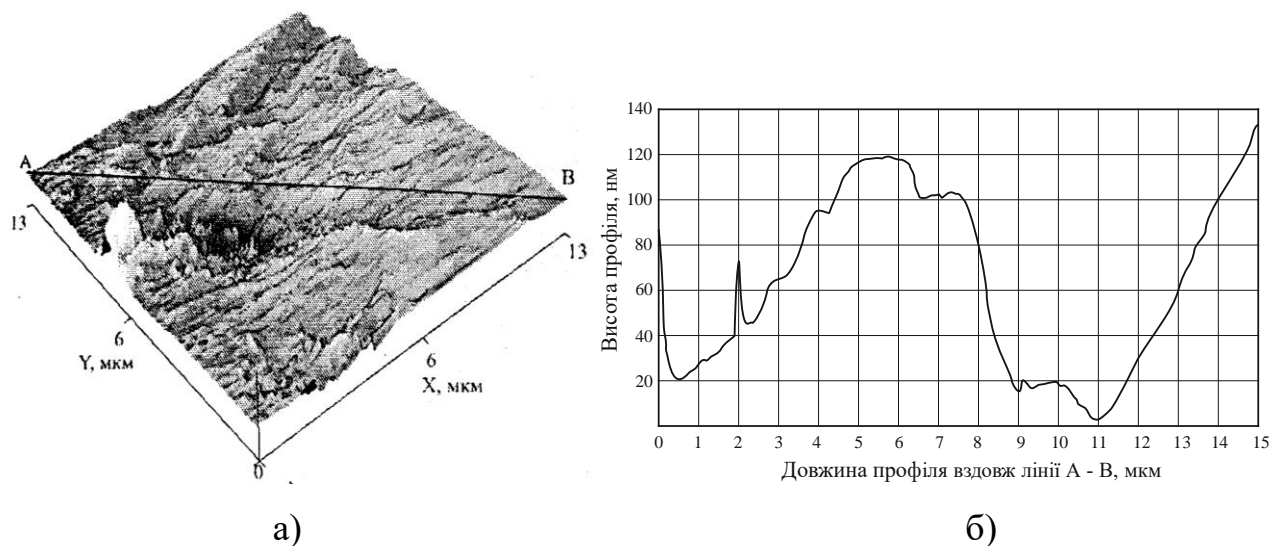 A
B
13
13
6
6
Y, мкм
X, мкм
0
а)
Висота профіля, нм
140
120
100
80
60
40
20
0 1 2 3 4 5 6 7 8 9 10 11 12 13 14 15
Довжина профіля вздовж лінії А - В, мкм
б)